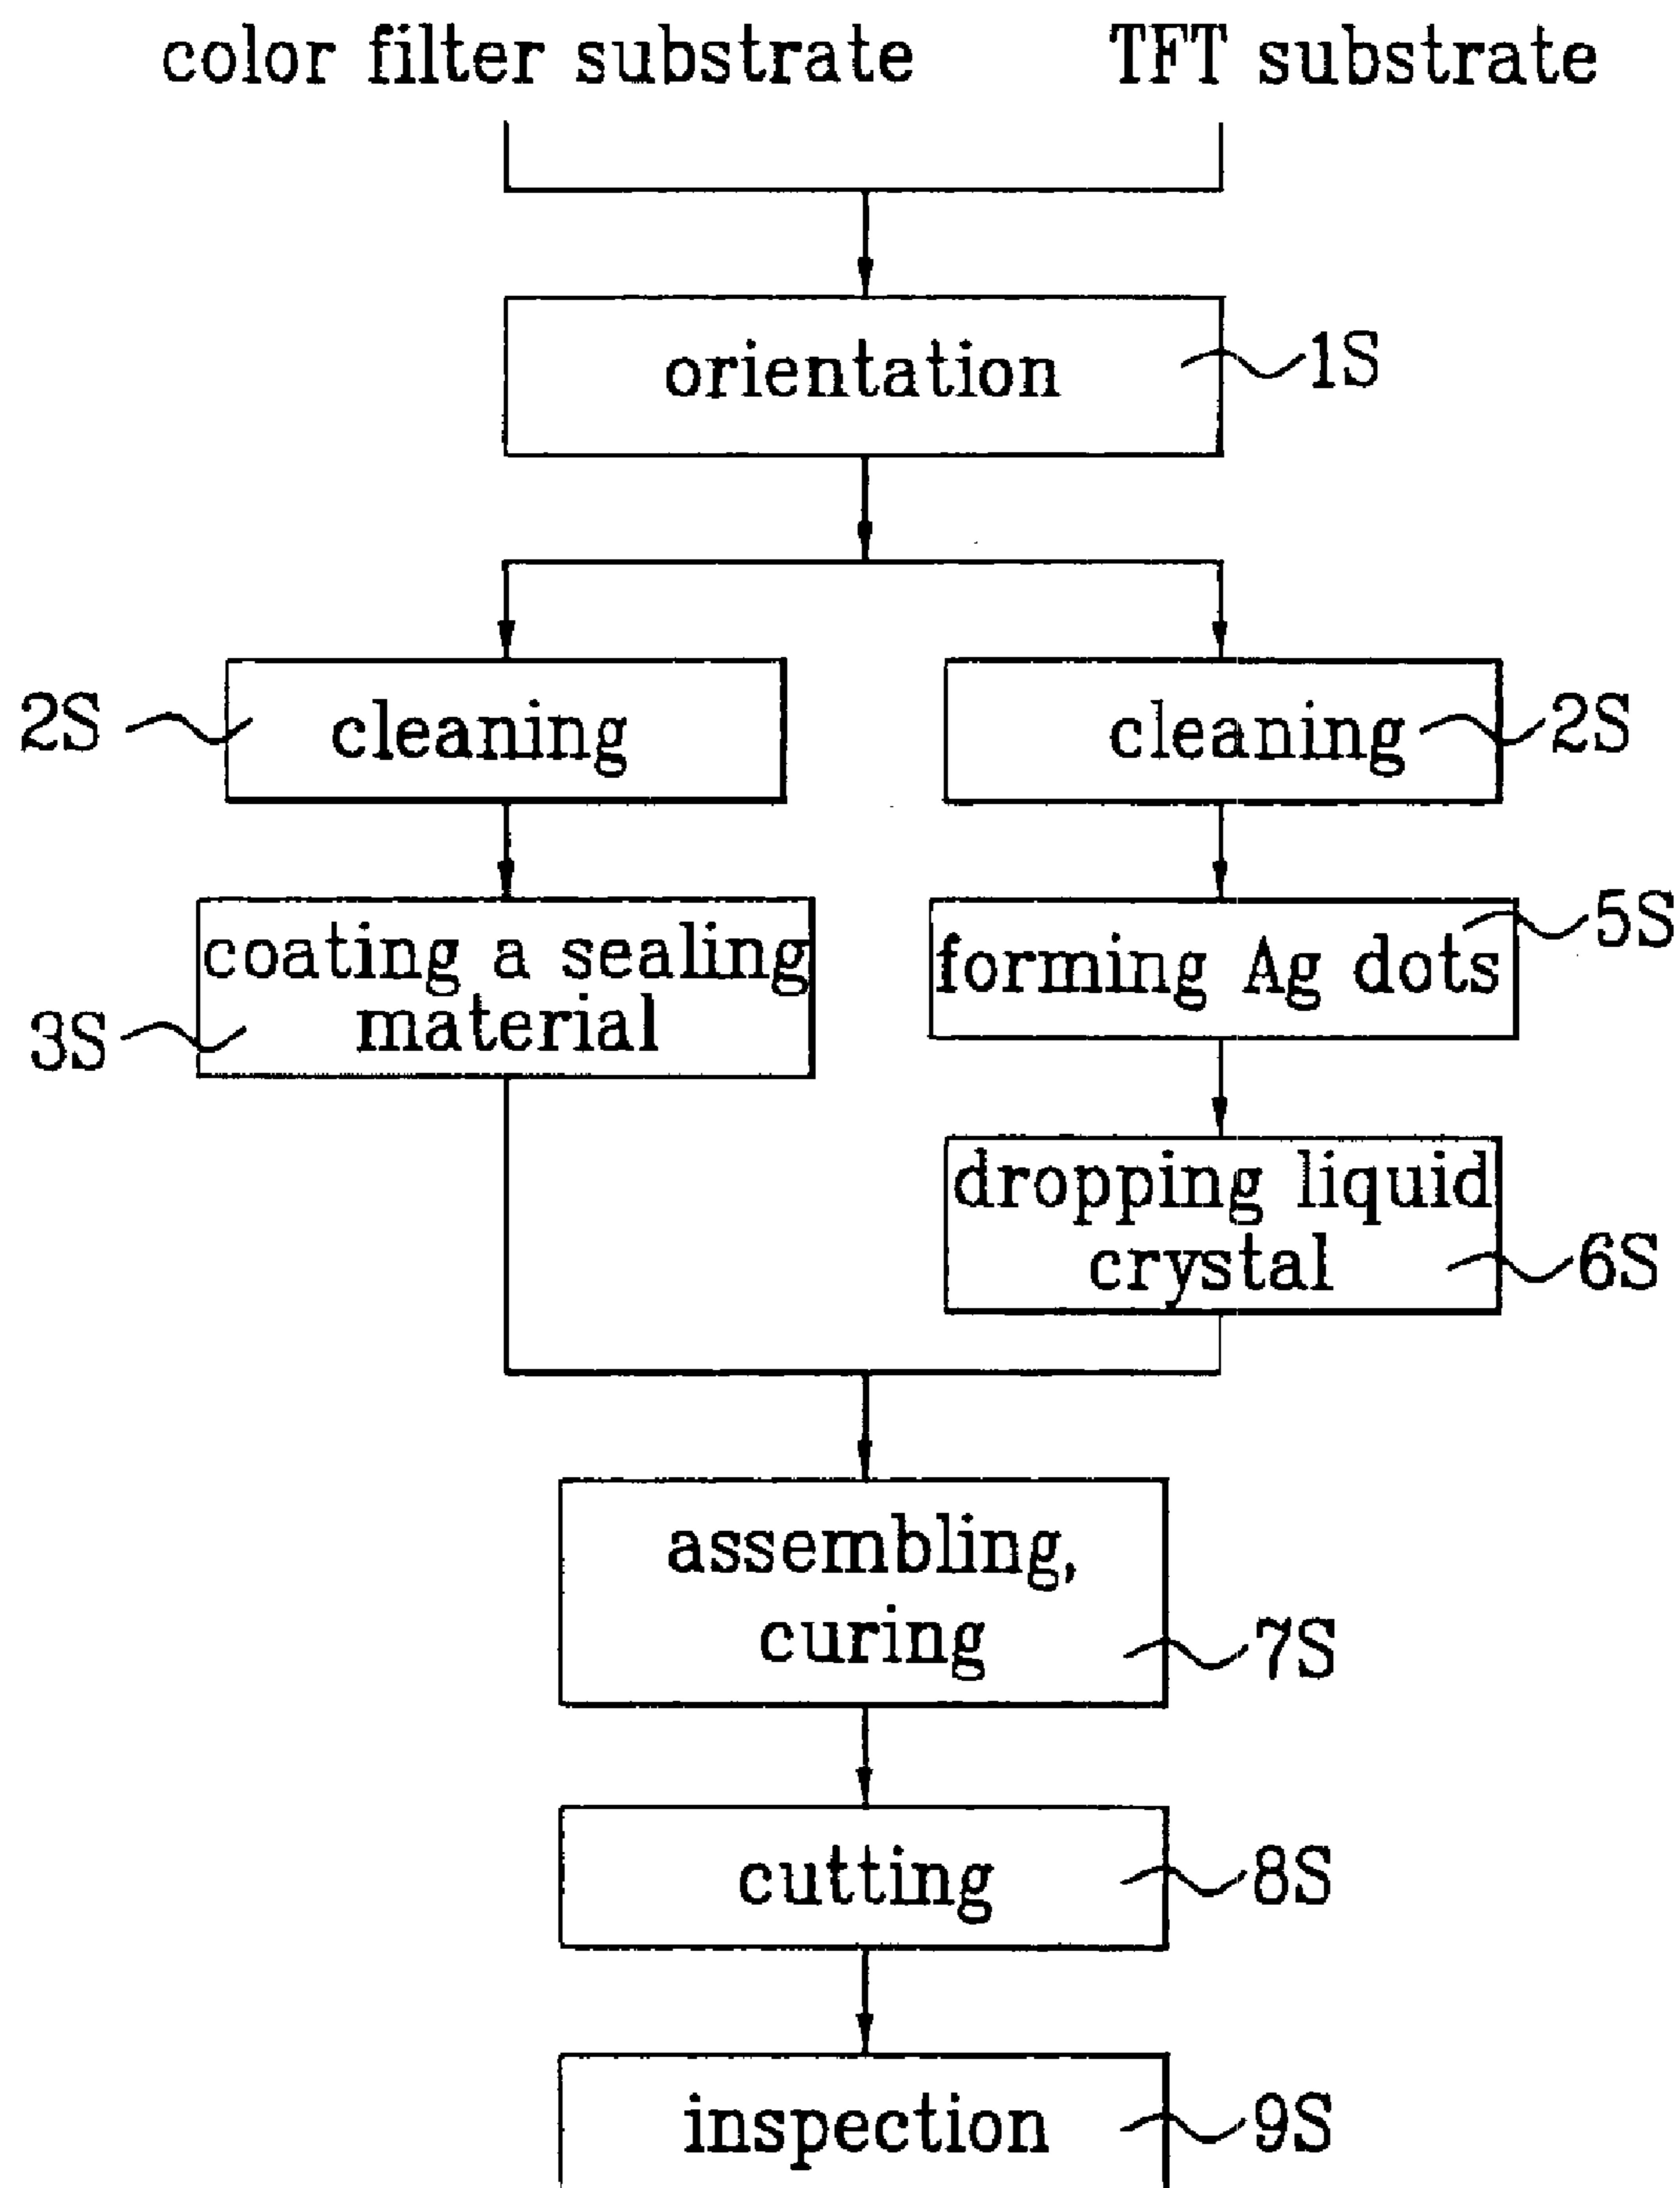 color filter substrate
TFT substrate
orientation
1S
2S
cleaning
cleaning
2S
coating a sealing
material
3S
forming Ag dots
5S
dropping liquid
crystal
6S
assembling,
curing
7S
cutting
8S
inspection
9S